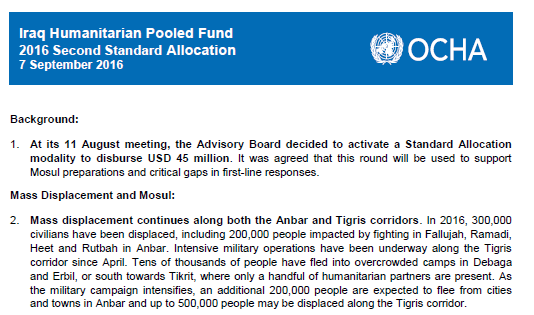 Iraq Humanitarian Pooled Fund
2016 Second Standard Allocation
7 September 2016
OCHA
Background:
1. At its 11 August meeting, the Advisory Board decided to activate a Standard Allocation
modality to disburse USD 45 million. It was agreed that this round will be used to support
Mosul preparations and critical gaps in first-line responses.
Mass Displacement and Mosul:
2. Mass displacement continues along both the Anbar and Tigris corridors. In 2016, 300,000
civilians have been displaced, including 200,000 people impacted by fighting in Fallujah, Ramadi,
Heet and Rutbah in Anbar. Intensive military operations have been underway along the Tigris
corridor since April. Tens of thousands of people have fled into overcrowded camps in Debaga
and Erbil, or south towards Tikrit, where only a handful of humanitarian partners are present. As
the military campaign intensifies, an additional 200,000 people are expected to flee from cities
and towns in Anbar and up to 500,000 people may be displaced along the Tigris corridor.